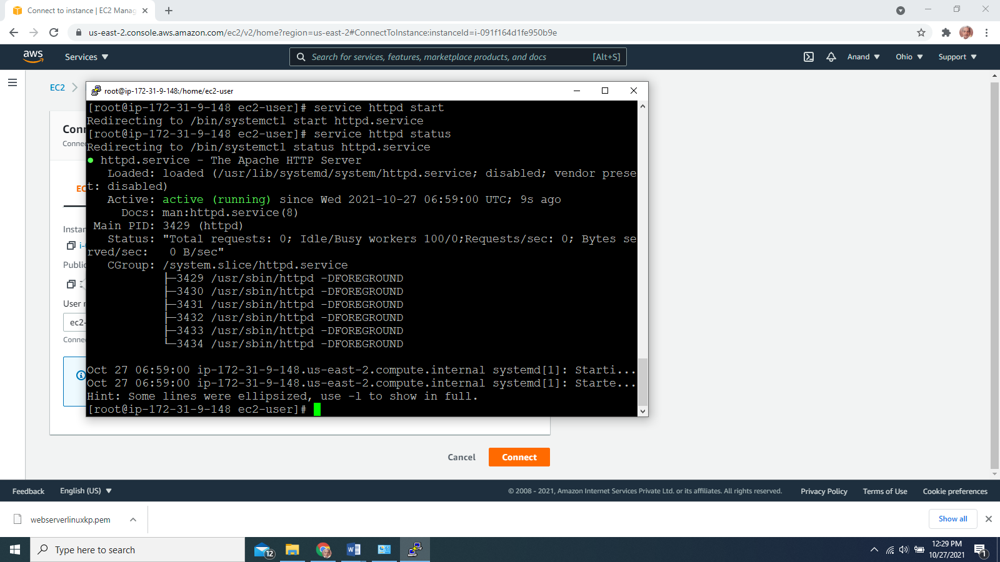 Connect to instance | EC2 Manag
us-east-2.console.aws.amazon.com/ec2/v2/home?region=us-east-2#ConnectToInstance:instanceId=i-091f164d1fe950b9e
aws
Services
Search for services, features, marketplace products, and docs
[Alt+S]
Anand
Ohio
Support
EC2
root@ip-172-31-9-148:/home/ec2-user
[root@ip-172-31-9-148 ec2-user]# service httpd start
Redirecting to /bin/systemctl start httpd.service
[root@ip-172-31-9-148 ec2-user]# service httpd status
Redirecting to /bin/systemctl status httpd.service
● httpd.service - The Apache HTTP Server
Loaded: loaded (/usr/lib/systemd/system/httpd.service; disabled; vendor prese
t: disabled)
Active: active (running) since Wed 2021-10-27 06:59:00 UTC; 9s ago
Docs: man:httpd.service(8)
Main PID: 3429 (httpd)
Status: "Total requests: 0; Idle/Busy workers 100/0;Requests/sec: 0; Bytes se
rved/sec:   0 B/sec"
CGroup: /system.slice/httpd.service
├─3429 /usr/sbin/httpd -DFOREGROUND
├─3430 /usr/sbin/httpd -DFOREGROUND
├─3431 /usr/sbin/httpd -DFOREGROUND
├─3432 /usr/sbin/httpd -DFOREGROUND
├─3433 /usr/sbin/httpd -DFOREGROUND
└─3434 /usr/sbin/httpd -DFOREGROUND
Oct 27 06:59:00 ip-172-31-9-148.us-east-2.compute.internal systemd[1]: Starti...
Oct 27 06:59:00 ip-172-31-9-148.us-east-2.compute.internal systemd[1]: Starte...
Hint: Some lines were ellipsized, use -l to show in full.
[root@ip-172-31-9-148 ec2-user]#
Conn
Connec
EC
Instan
i-
Public
User n
ec2-
Connec
Cancel
Connect
Feedback
English (US)
© 2008 - 2021, Amazon Internet Services Private Ltd. or its affiliates. All rights reserved.
Privacy Policy
Terms of Use
Cookie preferences
webserverlinuxkp.pem
Show all
Type here to search
12
12:29 PM
10/27/2021
1